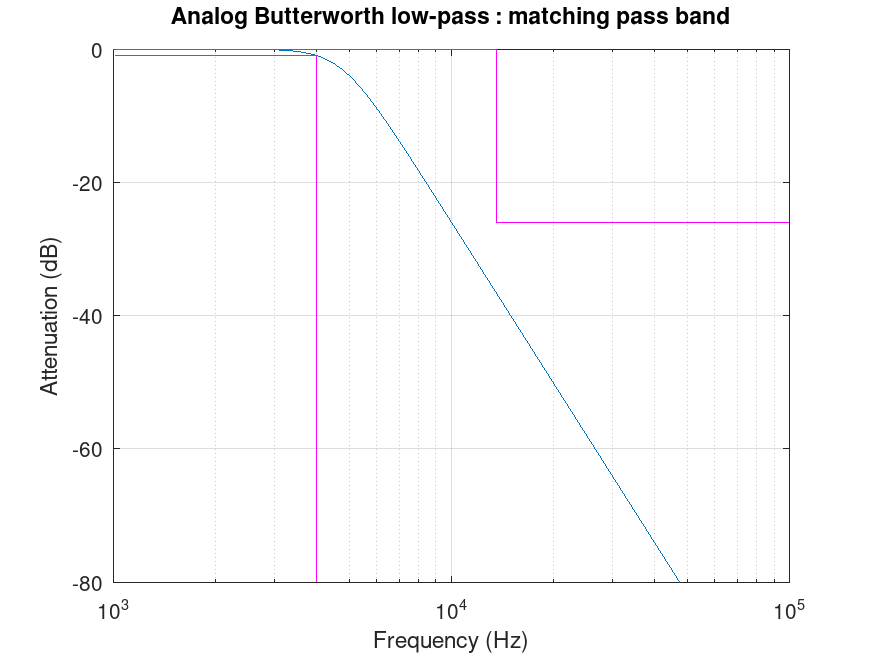 Analog Butterworth low-pass : matching pass band
0
-20
-40
-60
-80
10³ 10⁴ 10⁵
Attenuation (dB)
Frequency (Hz)